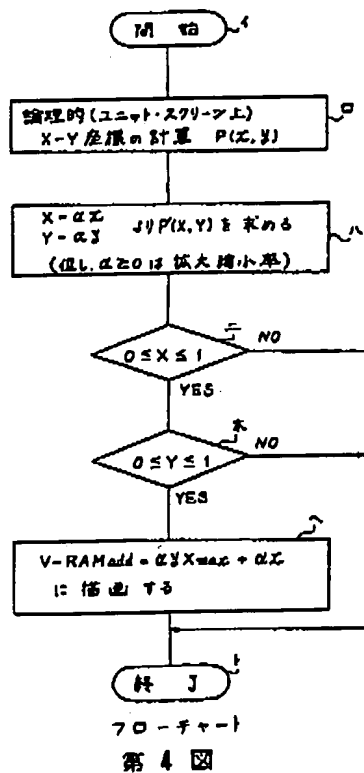 開始
イ
論理的(ユニット・スクリーン上)
X-Y座標の計算 P(x, y)
ロ
X=αx
Y=αy よりP'(X, Y)を求める
(但し、α≥0は拡大縮小率)
ハ
0≤X≤1
ニ
NO
YES
0≤Y≤1
ホ
NO
YES
V-RAMadd=αyXmax+αx
に描画する
ヘ
終了
ト
フローチャート
第4図